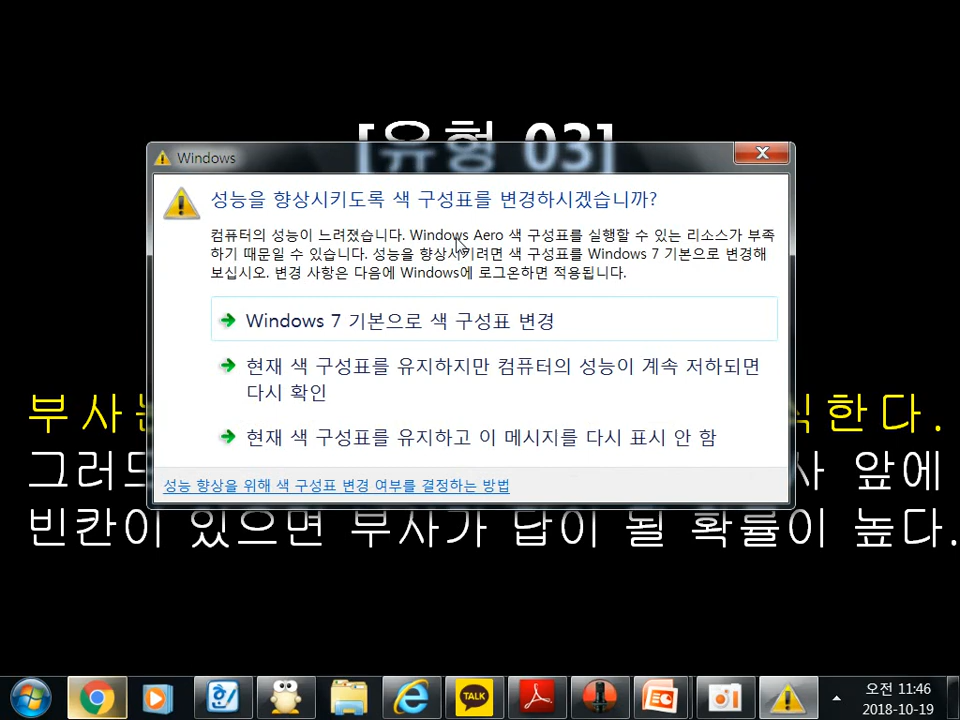 [유형 03]
Windows
성능을 향상시키도록 색 구성표를 변경하시겠습니까?
컴퓨터의 성능이 느려졌습니다. Windows Aero 색 구성표를 실행할 수 있는 리소스가 부족
하기 때문일 수 있습니다. 성능을 향상시키려면 색 구성표를 Windows 7 기본으로 변경해
보십시오. 변경 사항은 다음에 Windows에 로그온하면 적용됩니다.
Windows 7 기본으로 색 구성표 변경
현재 색 구성표를 유지하지만 컴퓨터의 성능이 계속 저하되면
다시 확인
현재 색 구성표를 유지하고 이 메시지를 다시 표시 안 함
성능 향상을 위해 색 구성표 변경 여부를 결정하는 방법
부사 한다.
그러 앞에
빈칸이 있으면 부사가 답이 될 확률이 높다.
TALK
오전 11:46
2018-10-19